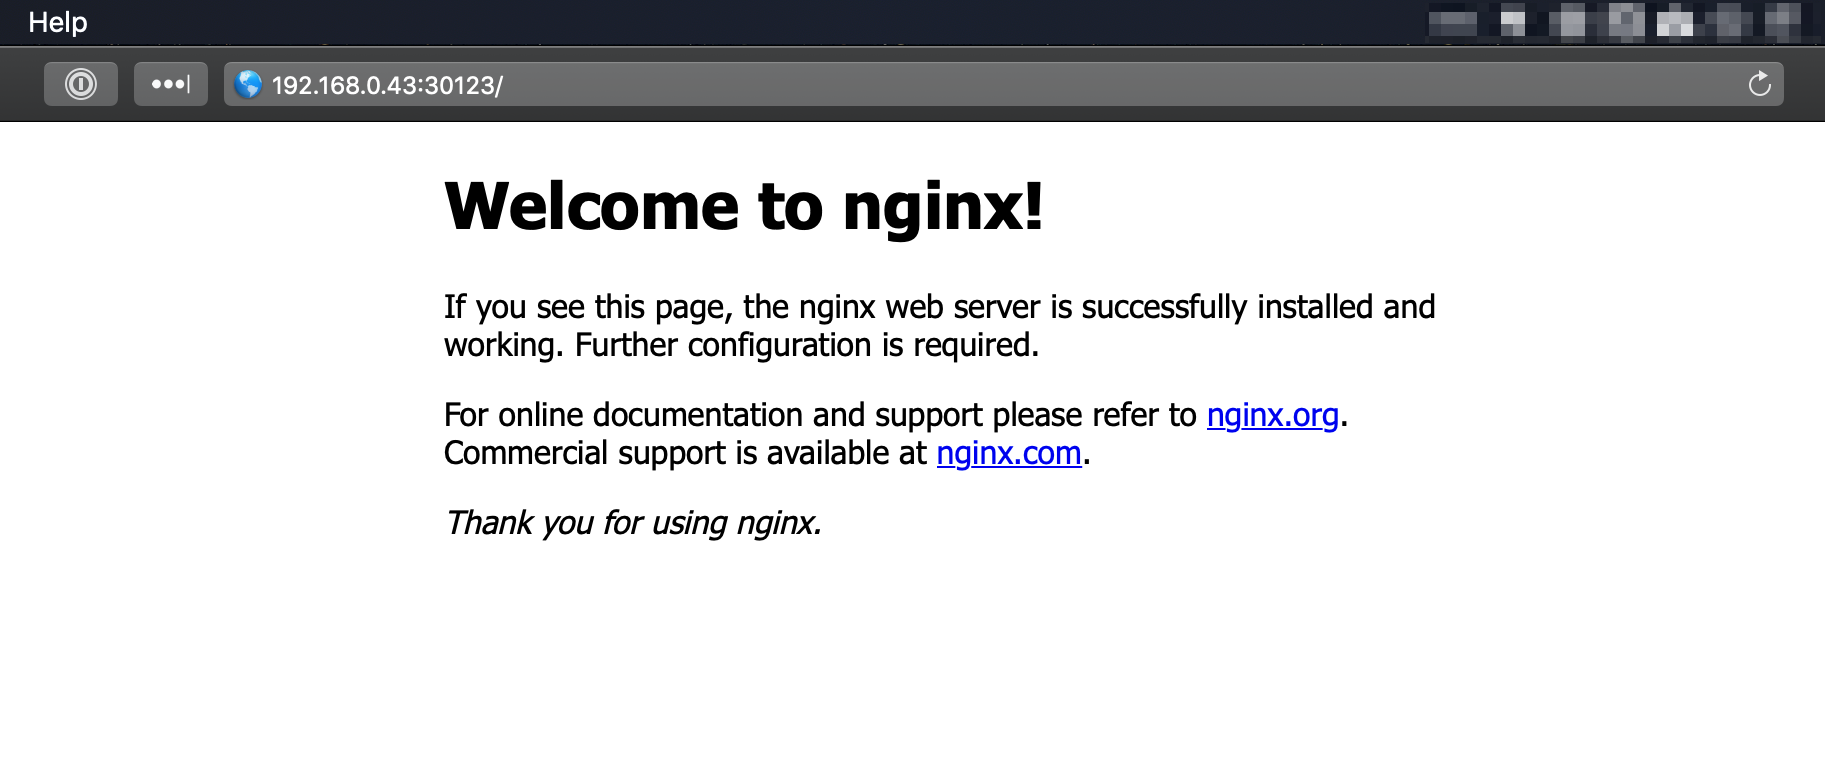 Help
192.168.0.43:30123/
Welcome to nginx!
If you see this page, the nginx web server is successfully installed and
working. Further configuration is required.
For online documentation and support please refer to nginx.org.
Commercial support is available at nginx.com.
Thank you for using nginx.